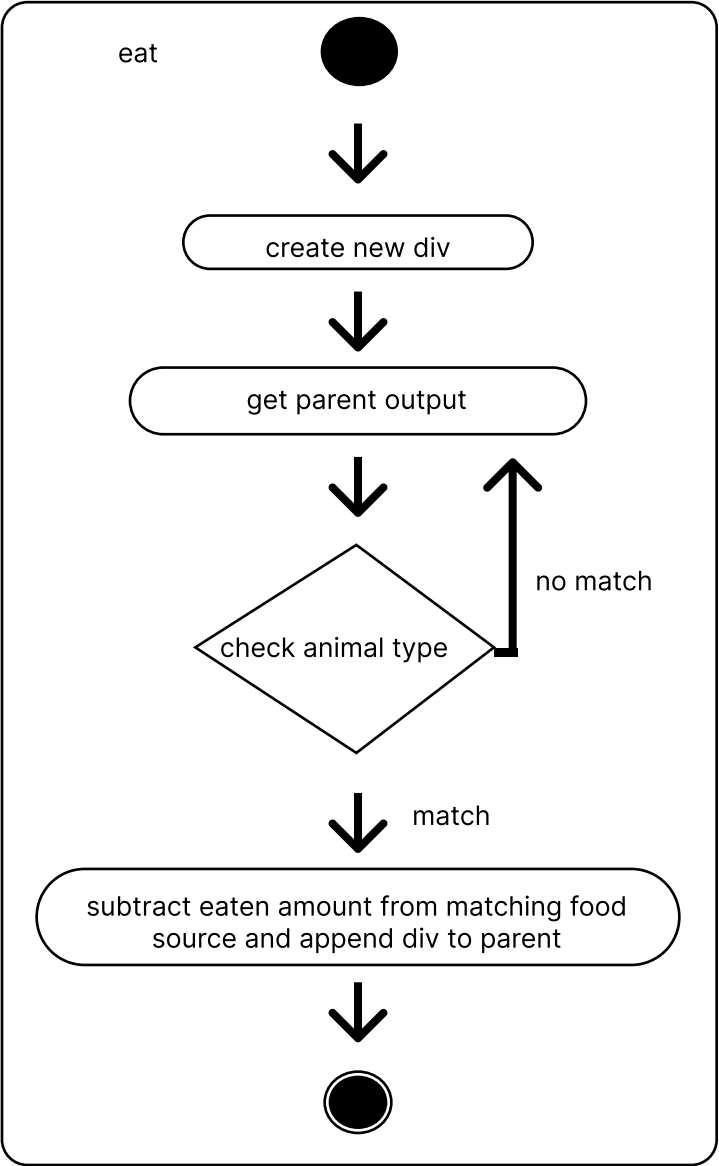 eat
create new div
get parent output
no match
check animal type
match
subtract eaten amount from matching food
source and append div to parent